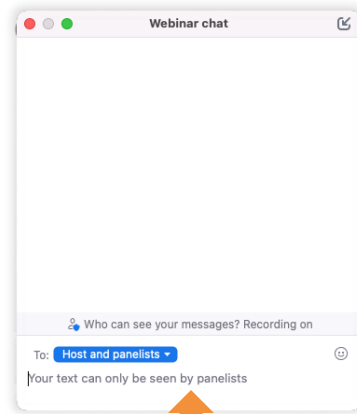 Webinar chat
Who can see your messages? Recording on
To: Host and panelists
Your text can only be seen by panelists